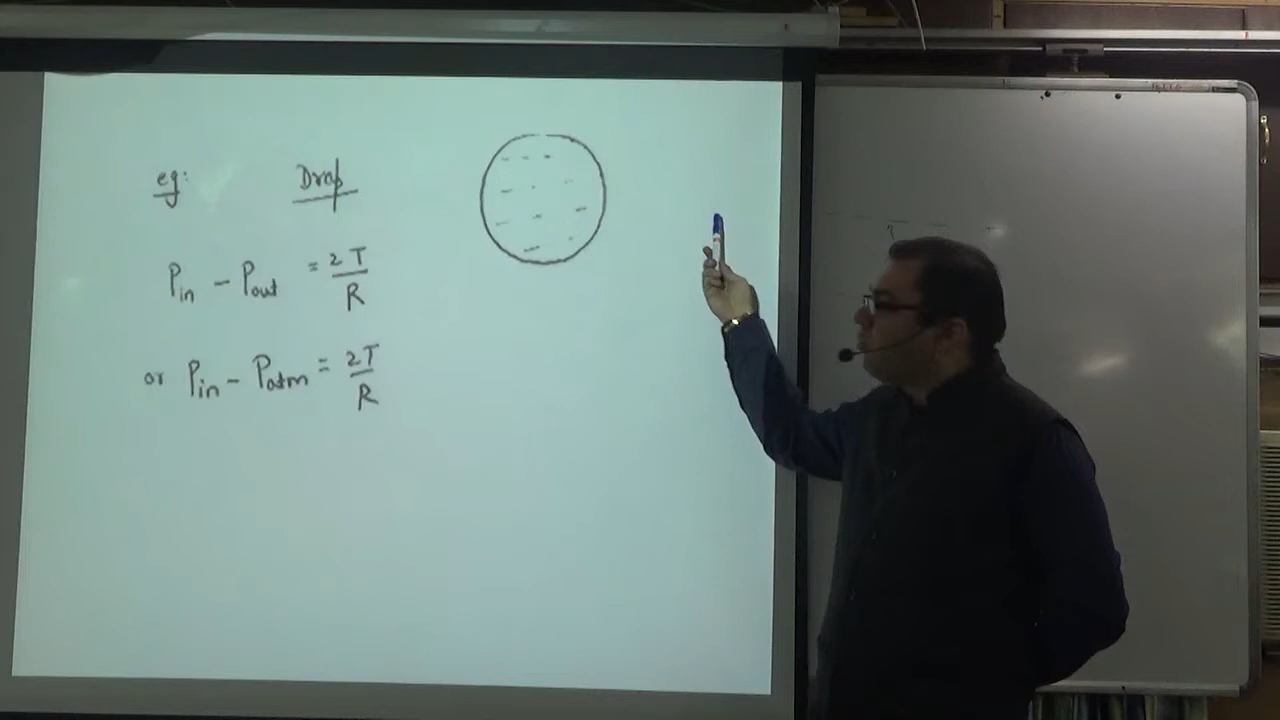 eg: Drop
Pin - Pout = 2T/R
or Pin - Patm = 2T/R